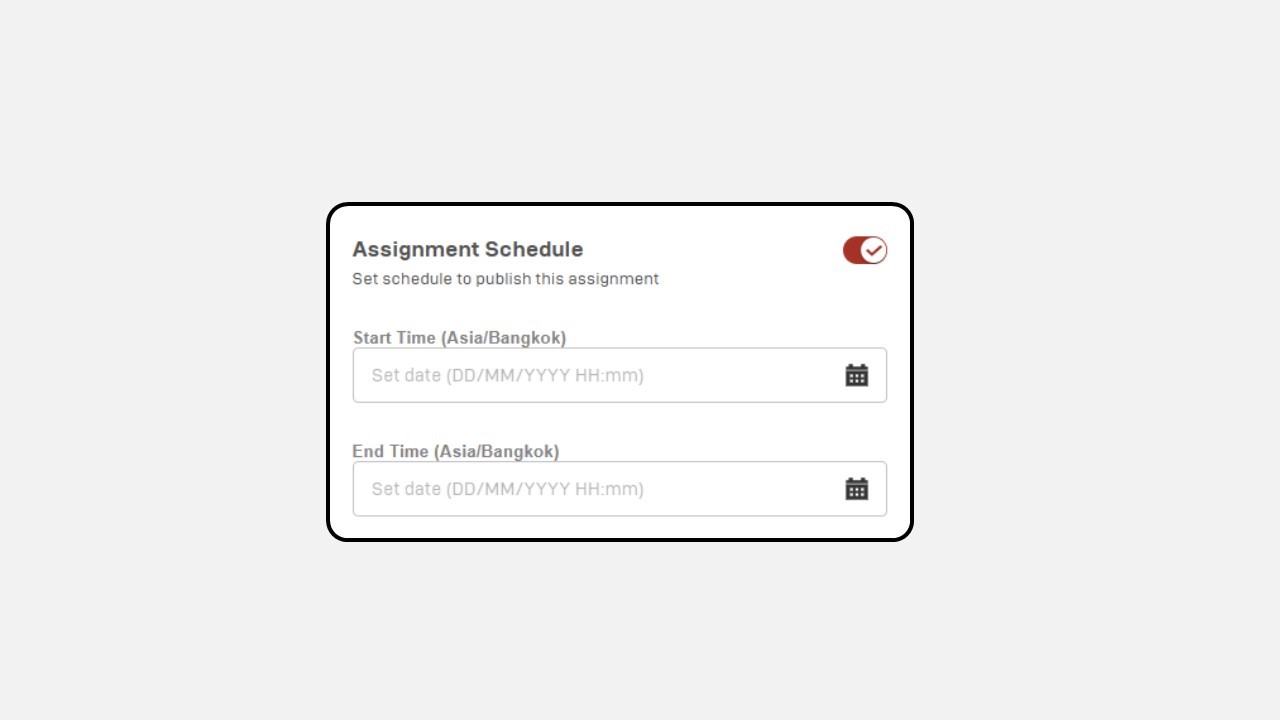 Assignment Schedule
Set schedule to publish this assignment
Start Time (Asia/Bangkok)
Set date (DD/MM/YYYY HH:mm)
End Time (Asia/Bangkok)
Set date (DD/MM/YYYY HH:mm)